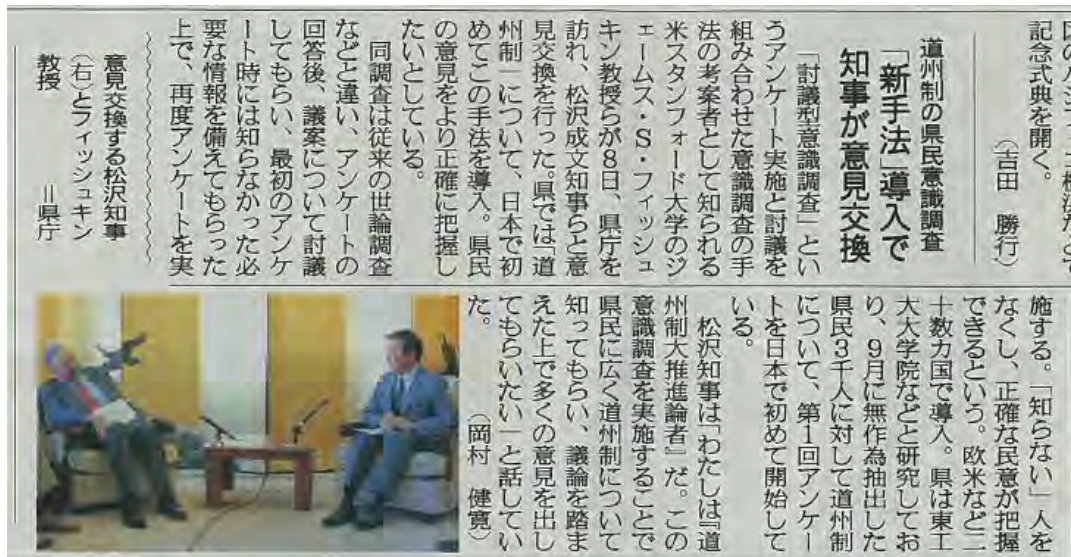 記念式典を開く。
(吉田 勝行)
道州制の県民意識調査
「新手法」導入で
知事が意見交換
「討議型意識調査」とい
うアンケート実施と討議を
組み合わせた意識調査の手
法の考案者として知られる
米スタンフォード大学のジ
ェームス・S・フィッシュ
キン教授らが8日、県庁を
訪れ、松沢成文知事らと意
見交換を行った。県では「道
州制」について、日本で初
めてこの手法を導入。県民
の意見をより正確に把握し
たいとしている。
同調査は従来の世論調査
などと違い、アンケートの
回答後、議案について討議
してもらい、最初のアンケ
ート時には知らなかった必
要な情報を備えてもらった
上で、再度アンケートを実
施する。「知らない」人を
なくし、正確な民意が把握
できるという。欧米など二
十数カ国で導入。県は東工
大大学院などと研究してお
り、9月に無作為抽出した
県民3千人に対して道州制
について、第1回アンケー
トを日本で初めて開始して
いる。
松沢知事は「わたしは『道
州制大推進論者』だ。この
意識調査を実施することで
県民に広く道州制について
知ってもらい、議論を踏ま
えた上で多くの意見を出し
てもらいたい」と話してい
た。 (岡村 健寛)
意見交換する松沢知事
(右)とフィッシュキン
教授 =県庁